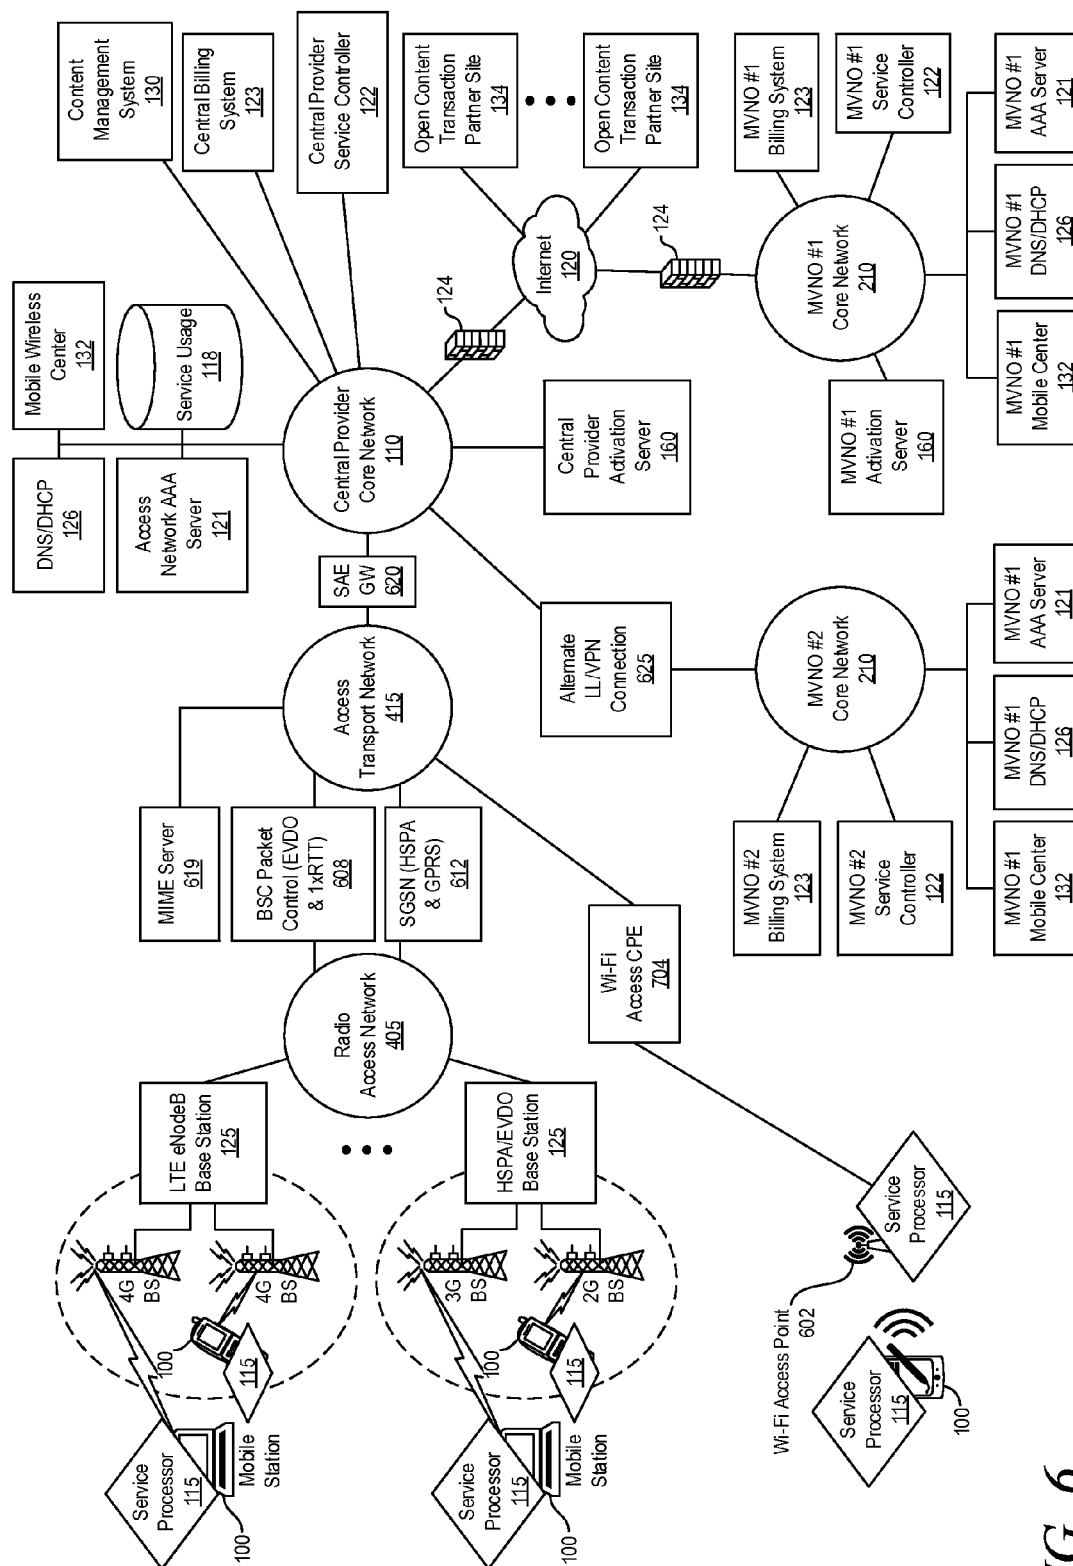 Content
Management
System
130
Central Billing
System
123
Central Provider
Service Controller
122
Open Content
Transaction
Partner Site
134
Open Content
Transaction
Partner Site
134
MVNO #1
Billing System
123
MVNO #1
Service
Controller
122
Mobile Wireless
Center
132
Service Usage
118
DNS/DHCP
126
Access
Network AAA
Server
121
Central Provider
Core Network
110
124
Internet
120
124
MVNO #1
Core Network
210
MVNO #1
AAA Server
121
MVNO #1
DNS/DHCP
126
MVNO #1
Mobile Center
132
SAE
GW
620
Central
Provider
Activation
Server
160
MVNO #1
Activation
Server
160
Access
Transport Network
415
Alternate
LL/VPN
Connection
625
MVNO #2
Core Network
210
MVNO #1
AAA Server
121
MVNO #1
DNS/DHCP
126
MVNO #1
Mobile Center
132
MVNO #2
Billing System
123
MVNO #2
Service
Controller
122
MIME Server
619
BSC Packet
Control (EVDO
& 1xRTT)
608
SGSN (HSPA
& GPRS)
612
Wi-Fi
Access CPE
704
Radio
Access Network
405
LTE eNodeB
Base Station
125
HSPA/EVDO
Base Station
125
4G
BS
4G
BS
3G
BS
2G
BS
100
115
100
115
Service
Processor
115
Mobile
Station
100
Service
Processor
115
Mobile
Station
100
Service
Processor
115
Wi-Fi Access Point
602
Service
Processor
115
100